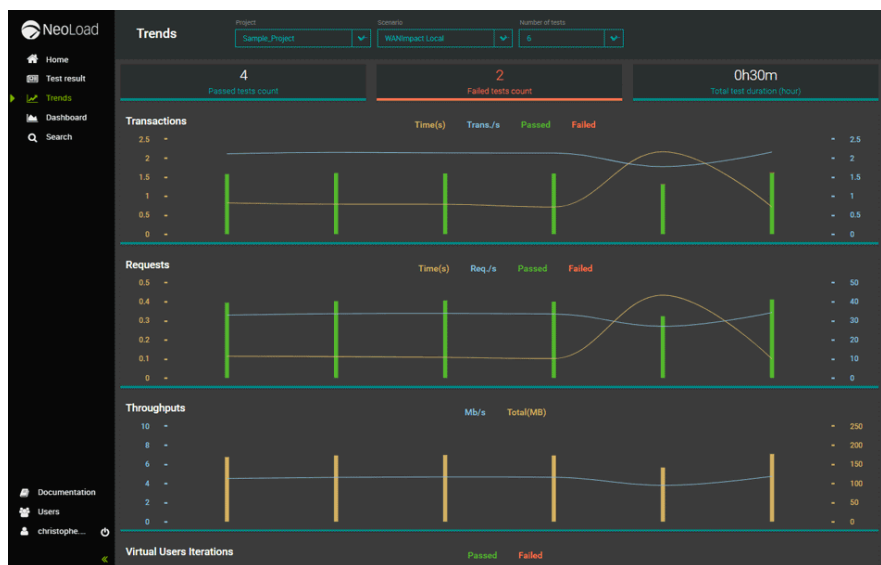 NeoLoad
Home
Test result
Trends
Dashboard
Search
Documentation
Users
christophe...
«
Trends
Project
Sample_Project
Scenario
WANImpact Local
Number of tests
6
4
Passed tests count
2
Failed tests count
0h30m
Total test duration (hour)
Transactions
Time(s) Trans./s Passed Failed
2.5 2.5
2 2
1.5 1.5
1 1
0.5 0.5
0 0
Requests
Time(s) Req./s Passed Failed
0.5 50
0.4 40
0.3 30
0.2 20
0.1 10
0 0
Throughputs
Mb/s Total(MB)
10 250
8 200
6 150
4 100
2 50
0 0
Virtual Users Iterations
Passed Failed